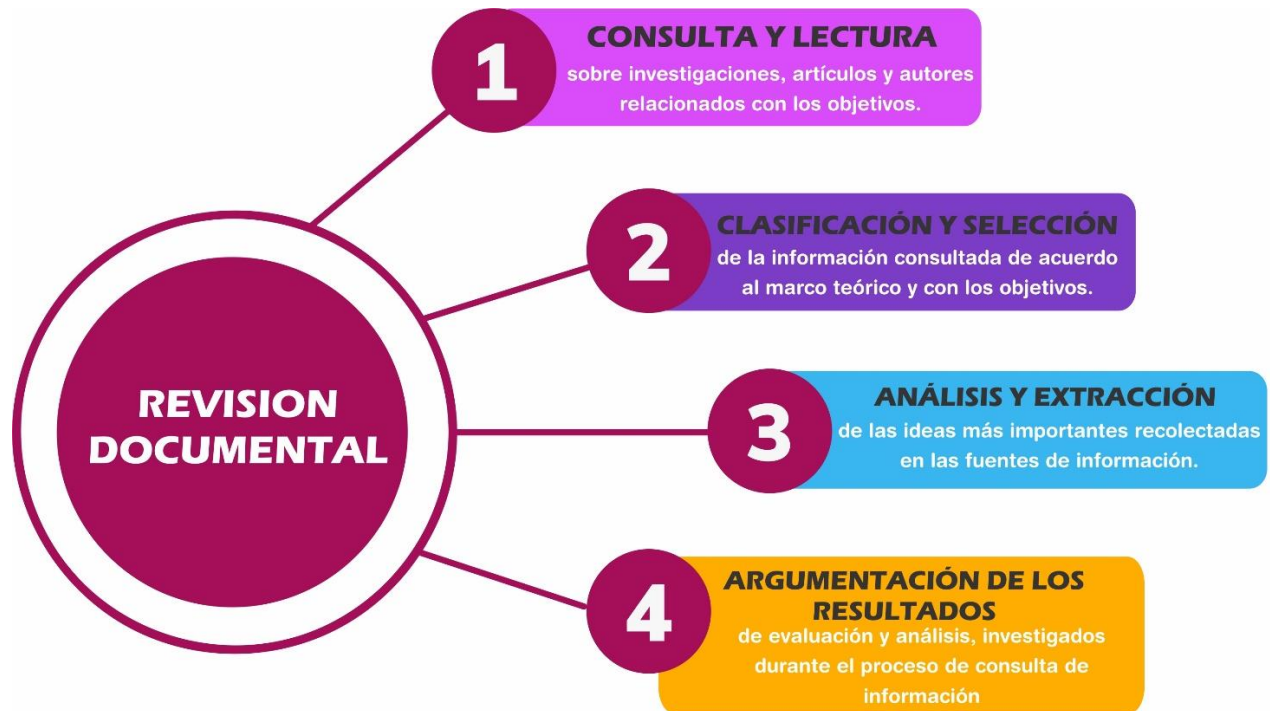 REVISION
DOCUMENTAL
1
CONSULTA Y LECTURA
sobre investigaciones, artículos y autores
relacionados con los objetivos.
2
CLASIFICACIÓN Y SELECCIÓN
de la información consultada de acuerdo
al marco teórico y con los objetivos.
3
ANÁLISIS Y EXTRACCIÓN
de las ideas más importantes recolectadas
en las fuentes de información.
4
ARGUMENTACIÓN DE LOS
RESULTADOS
de evaluación y análisis, investigados
durante el proceso de consulta de
información